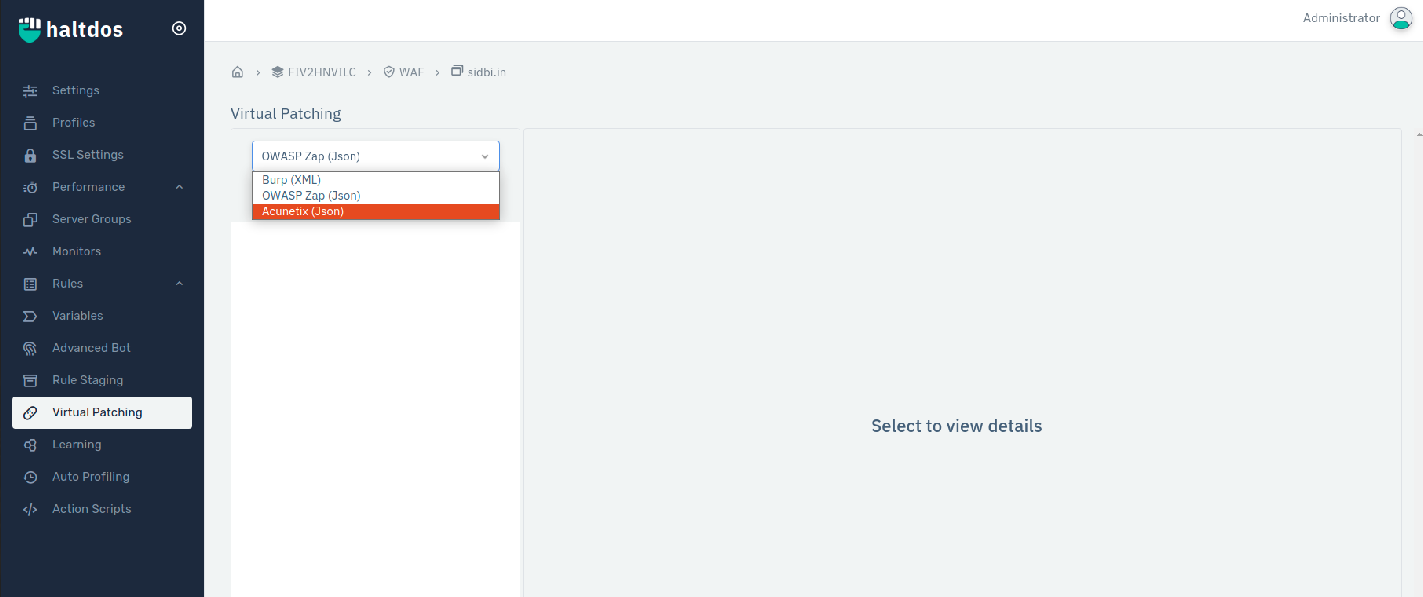 haltdos
Administrator
WAF
sidbi.in
Virtual Patching
Settings
Profiles
SSL Settings
Performance
Server Groups
Monitors
Rules
Variables
Advanced Bot
Rule Staging
Virtual Patching
Learning
Auto Profiling
Action Scripts
OWASP Zap (Json)
Burp (XML)
OWASP Zap (Json)
Acunetix (Json)
Select to view details